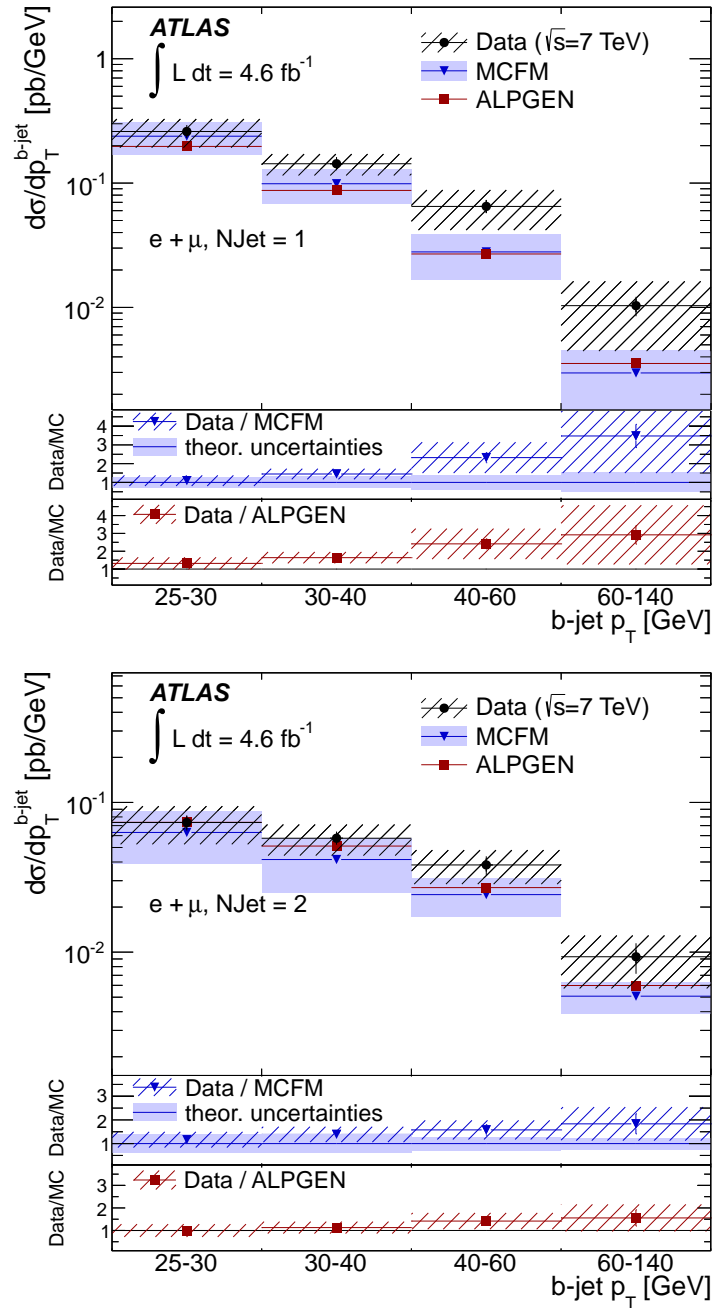 ATLAS
∫ L dt = 4.6 fb⁻¹
Data (√s=7 TeV)
MCFM
ALPGEN
e + μ, NJet = 1
dσ/dp_T^{b-jet} [pb/GeV]
1
10⁻¹
10⁻²
Data / MCFM
theor. uncertainties
Data/MC
4
3
2
1
Data / ALPGEN
Data/MC
4
3
2
1
25-30 30-40 40-60 60-140
b-jet p_T [GeV]
ATLAS
∫ L dt = 4.6 fb⁻¹
Data (√s=7 TeV)
MCFM
ALPGEN
e + μ, NJet = 2
dσ/dp_T^{b-jet} [pb/GeV]
10⁻¹
10⁻²
Data / MCFM
theor. uncertainties
Data/MC
3
2
1
Data / ALPGEN
Data/MC
3
2
1
25-30 30-40 40-60 60-140
b-jet p_T [GeV]